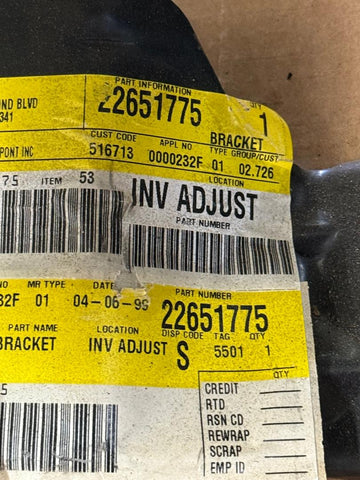 PART INFORMATION
OND BLVD
341
22651775
QTY
1
BRACKET
CUST CODE
APPL NO
TYPE GROUP/CUST
PONT INC
516713
0000232F
01 02.726
LOCATION
75 ITEM 53
INV ADJUST
PART NUMBER
NO MR TYPE DATE
32F 01 04-06-99
PART NUMBER
22651775
PART NAME
LOCATION
DISP CODE TAG QTY
BRACKET
INV ADJUST
S
5501
1
QTY
CREDIT
RTD
RSN CD
REWRAP
SCRAP
EMP ID